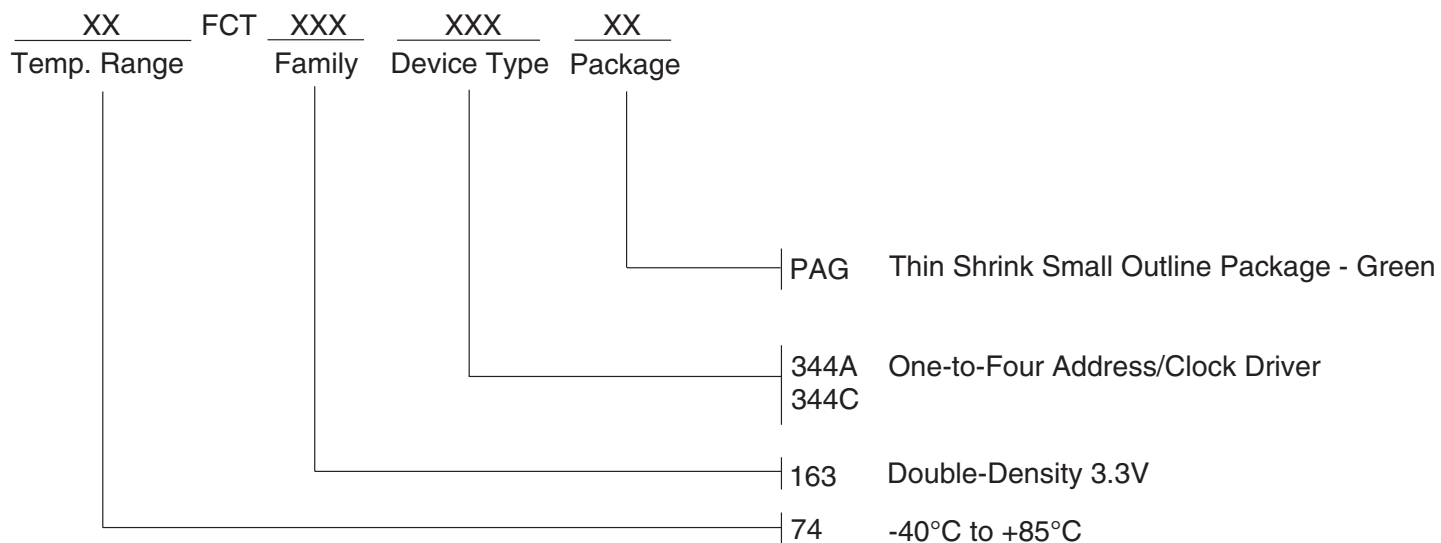 XX FCT XXX XXX XX
Temp. Range Family Device Type Package
PAG Thin Shrink Small Outline Package - Green
344A One-to-Four Address/Clock Driver
344C
163 Double-Density 3.3V
74 -40°C to +85°C